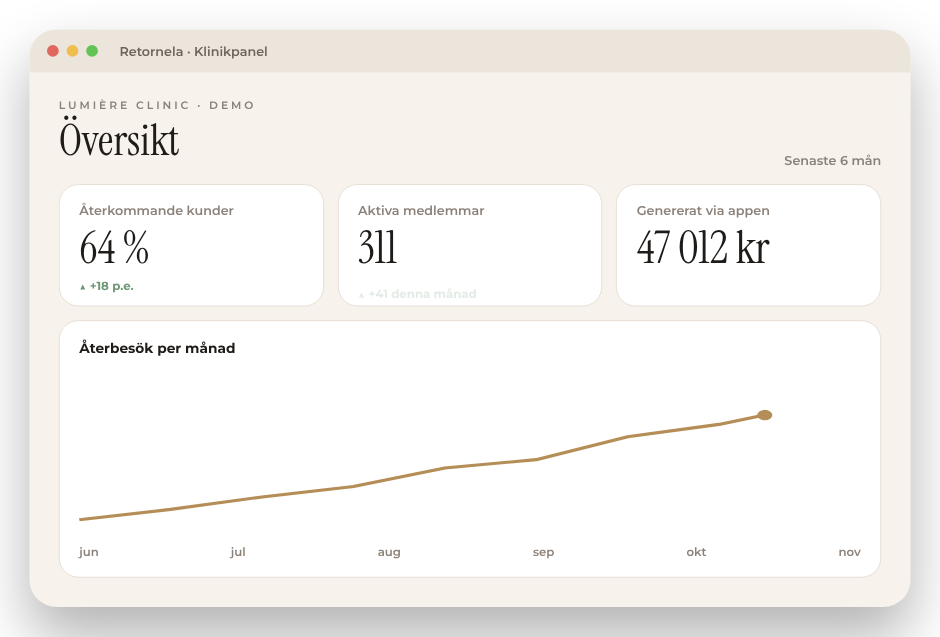 Retornela · Klinikpanel
LUMIÈRE CLINIC · DEMO
Översikt
Senaste 6 mån
Återkommande kunder
64 %
▲ +18 p.e.
Aktiva medlemmar
311
▲ +41 denna månad
Genererat via appen
47 012 kr
Återbesök per månad
jun jul aug sep okt nov